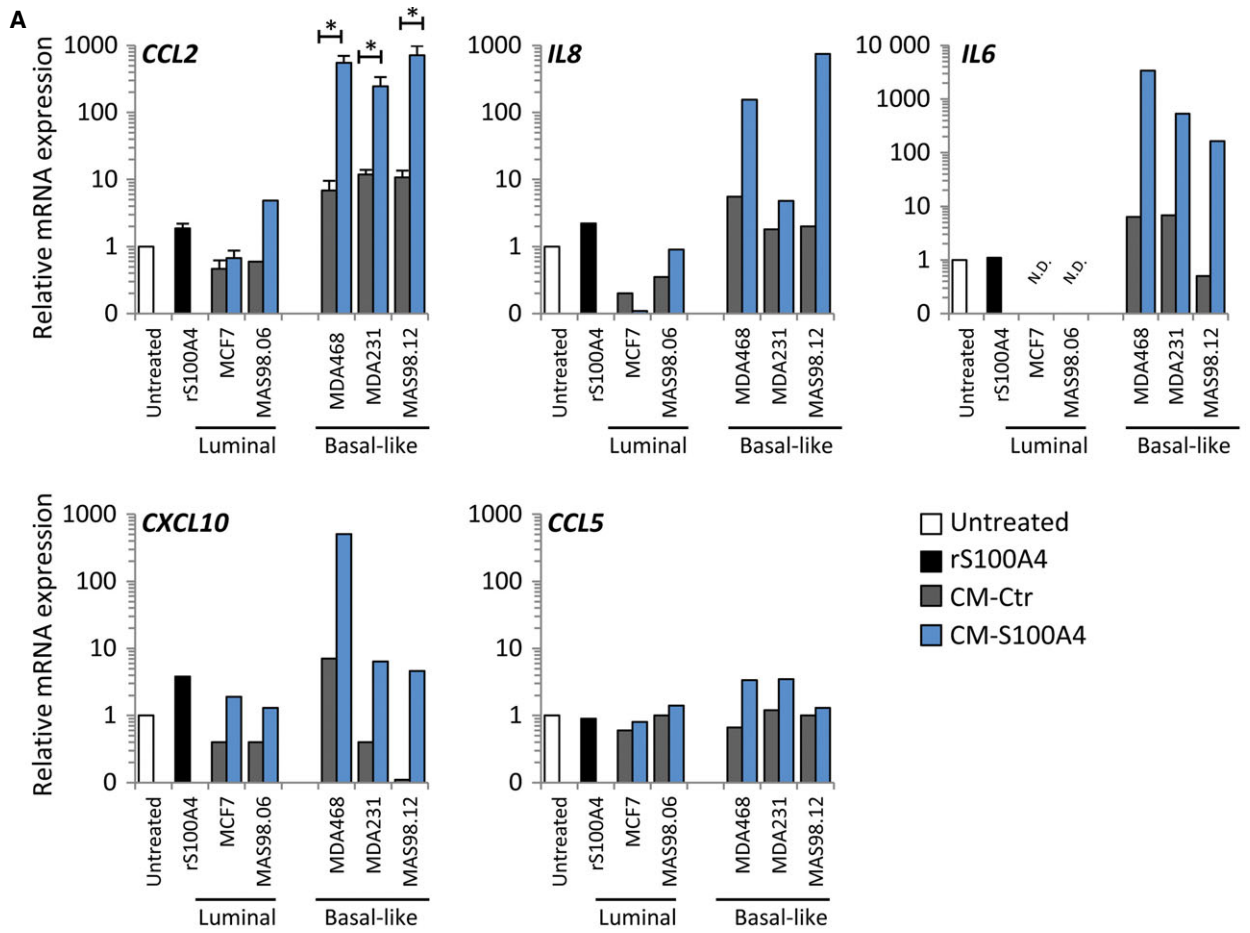 A
CCL2
Relative mRNA expression
1000
100
10
1
0
* * *
Untreated
rS100A4
MCF7
MAS98.06
MDA468
MDA231
MAS98.12
Luminal
Basal-like
IL8
1000
100
10
1
0
Untreated
rS100A4
MCF7
MAS98.06
MDA468
MDA231
MAS98.12
Luminal
Basal-like
IL6
10 000
1000
100
10
1
0
N.D.
N.D.
Untreated
rS100A4
MCF7
MAS98.06
MDA468
MDA231
MAS98.12
Luminal
Basal-like
CXCL10
Relative mRNA expression
1000
100
10
1
0
Untreated
rS100A4
MCF7
MAS98.06
MDA468
MDA231
MAS98.12
Luminal
Basal-like
CCL5
1000
100
10
1
0
Untreated
rS100A4
MCF7
MAS98.06
MDA468
MDA231
MAS98.12
Luminal
Basal-like
Untreated
rS100A4
CM-Ctr
CM-S100A4